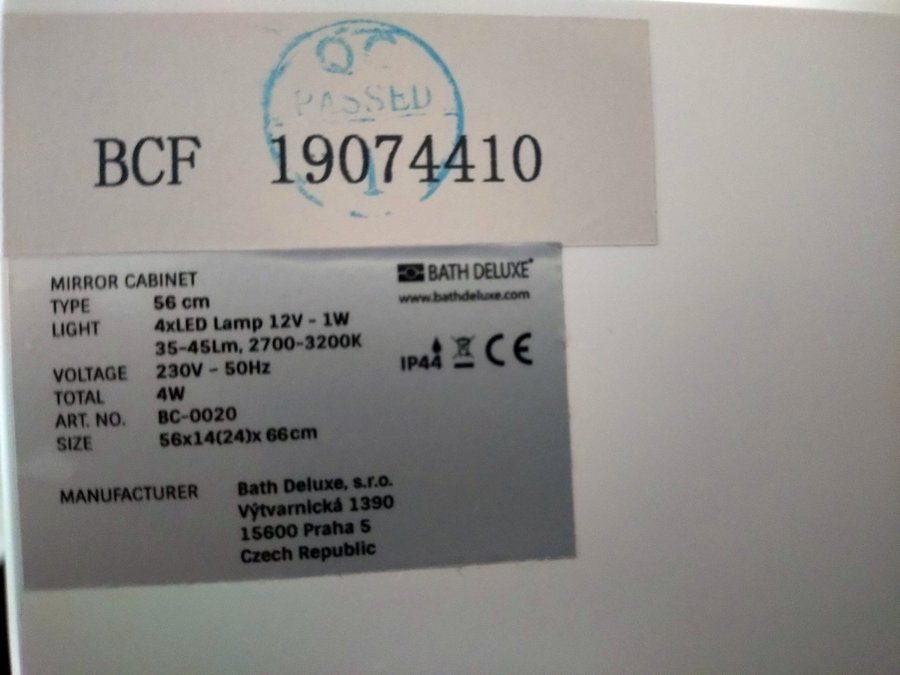 QC
PASSED
BCF 19074410
1
MIRROR CABINET
TYPE 56 cm
LIGHT 4xLED Lamp 12V - 1W
35-45Lm, 2700-3200K
VOLTAGE 230V - 50Hz
TOTAL 4W
ART. NO. BC-0020
SIZE 56x14(24)x 66cm
BATH DELUXE
www.bathdeluxe.com
IP44 CE
MANUFACTURER Bath Deluxe, s.r.o.
Výtvarnická 1390
15600 Praha 5
Czech Republic